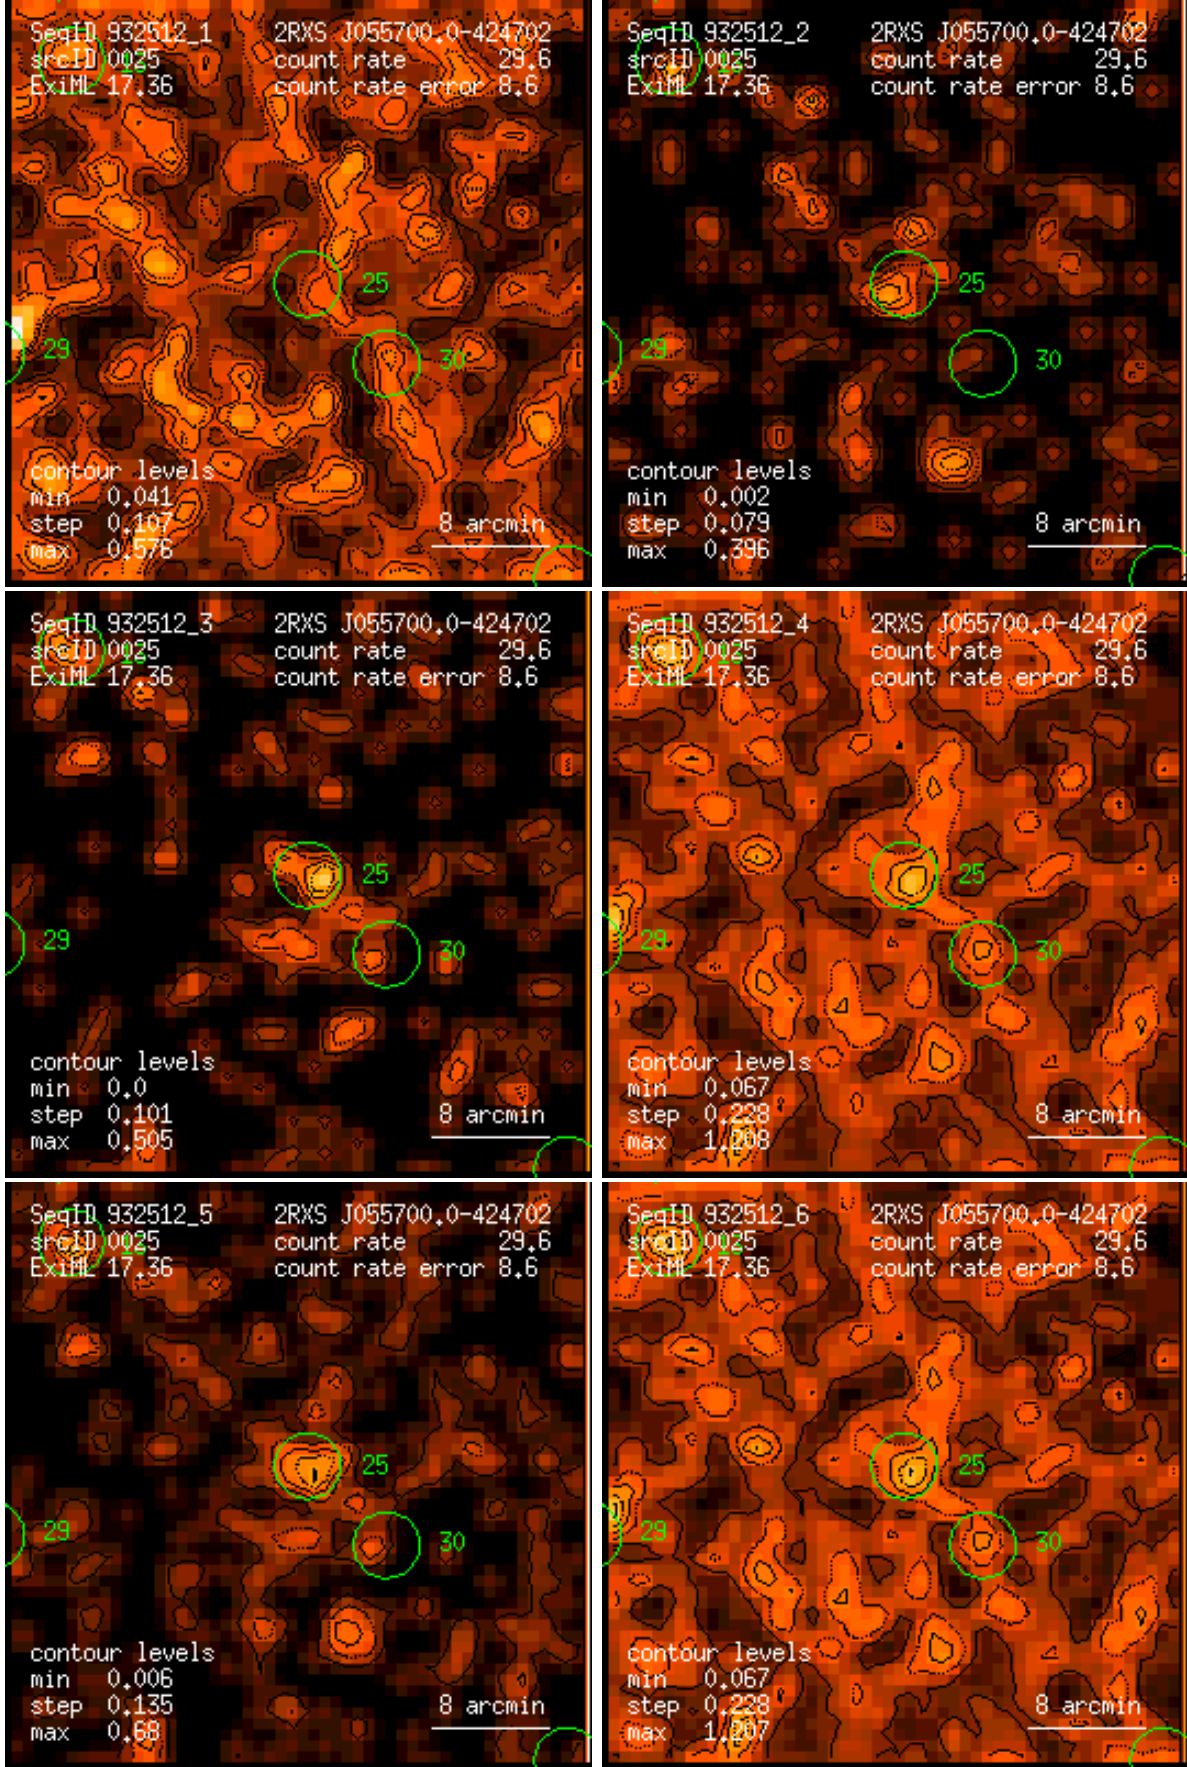 SeqID 932512_1 2RXS J055700.0-424702
srcID 0025 count rate 29.6
ExiML 17.36 count rate error 8.6
25
29
30
contour levels
min 0.041
step 0.107 8 arcmin
max 0.576
SeqID 932512_2 2RXS J055700.0-424702
srcID 0025 count rate 29.6
ExiML 17.36 count rate error 8.6
25
29
30
contour levels
min 0.002
step 0.079 8 arcmin
max 0.396
SeqID 932512_3 2RXS J055700.0-424702
srcID 0025 count rate 29.6
ExiML 17.36 count rate error 8.6
25
29
30
contour levels
min 0.0
step 0.101 8 arcmin
max 0.505
SeqID 932512_4 2RXS J055700.0-424702
srcID 0025 count rate 29.6
ExiML 17.36 count rate error 8.6
25
29
30
contour levels
min 0.067
step 0.228 8 arcmin
max 1.208
SeqID 932512_5 2RXS J055700.0-424702
srcID 0025 count rate 29.6
ExiML 17.36 count rate error 8.6
25
29
30
contour levels
min 0.006
step 0.135 8 arcmin
max 0.68
SeqID 932512_6 2RXS J055700.0-424702
srcID 0025 count rate 29.6
ExiML 17.36 count rate error 8.6
25
29
30
contour levels
min 0.067
step 0.228 8 arcmin
max 1.207